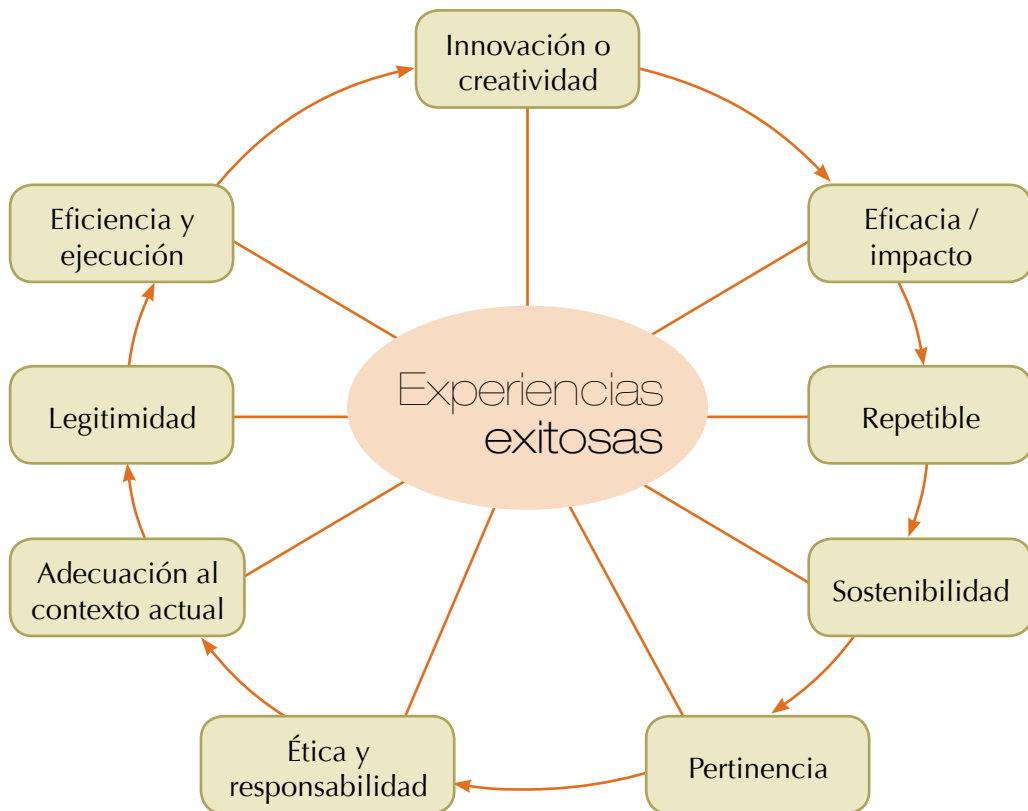 Innovación o
creatividad
Eficacia /
impacto
Repetible
Sostenibilidad
Pertinencia
Ética y
responsabilidad
Adecuación al
contexto actual
Legitimidad
Eficiencia y
ejecución
Experiencias
exitosas